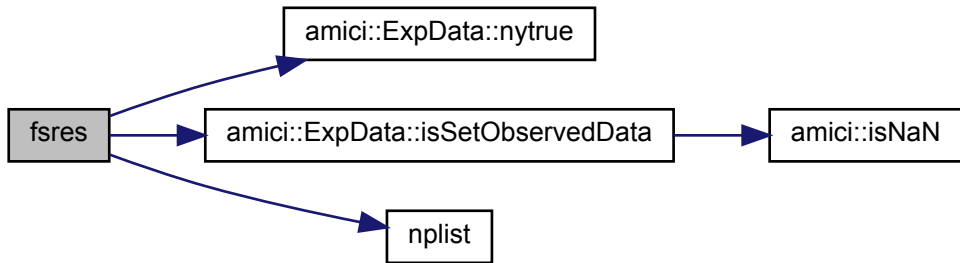 amici::ExpData::nytrue
fsres
amici::ExpData::isSetObservedData
amici::isNaN
nplist